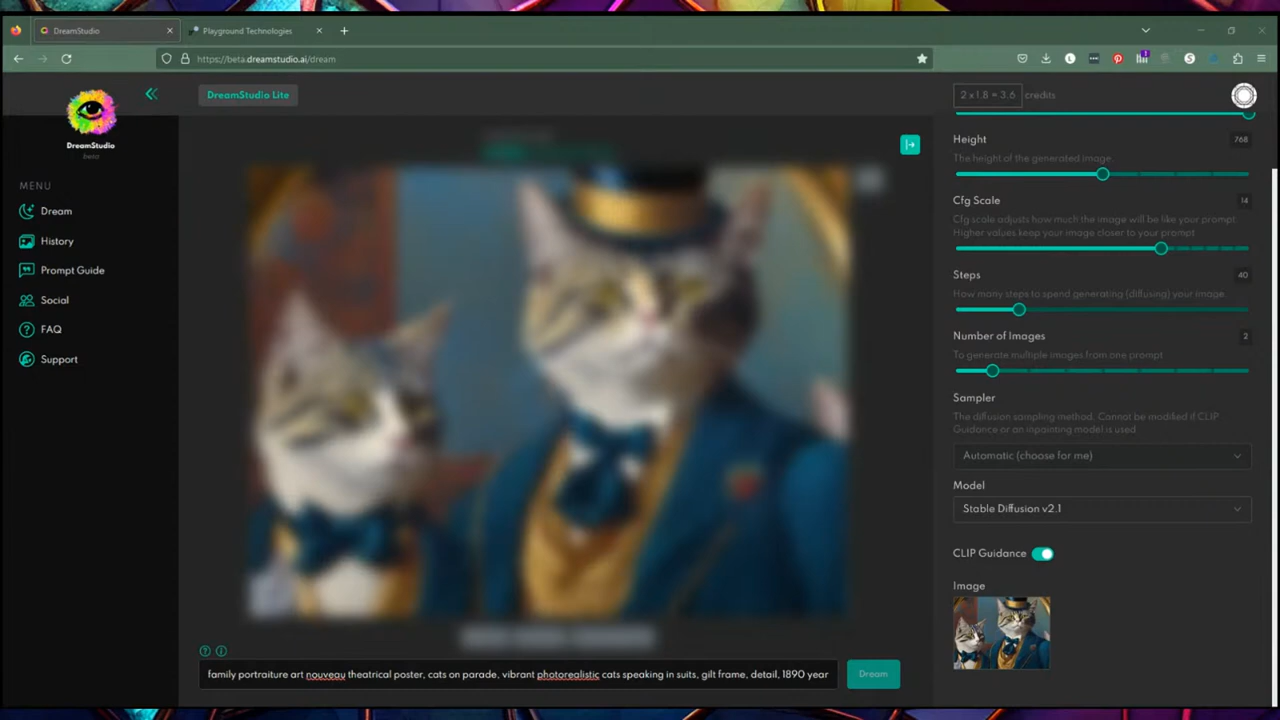 DreamStudio
Playground Technologies
https://beta.dreamstudio.ai/dream
DreamStudio
beta
DreamStudio Lite
2 x 1.8 = 3.6 credits
MENU
Dream
History
Prompt Guide
Social
FAQ
Support
Height
768
The height of the generated image.
Cfg Scale
14
Cfg scale adjusts how much the image will be like your prompt.
Higher values keep your image closer to your prompt
Steps
40
How many steps to spend generating (diffusing) your image.
Number of Images
2
To generate multiple images from one prompt
Sampler
The diffusion sampling method. Cannot be modified if CLIP
Guidance or an inpainting model is used
Automatic (choose for me)
Model
Stable Diffusion v2.1
CLIP Guidance
Image
family portraiture art nouveau theatrical poster, cats on parade, vibrant photorealistic cats speaking in suits, gilt frame, detail, 1890 year
Dream